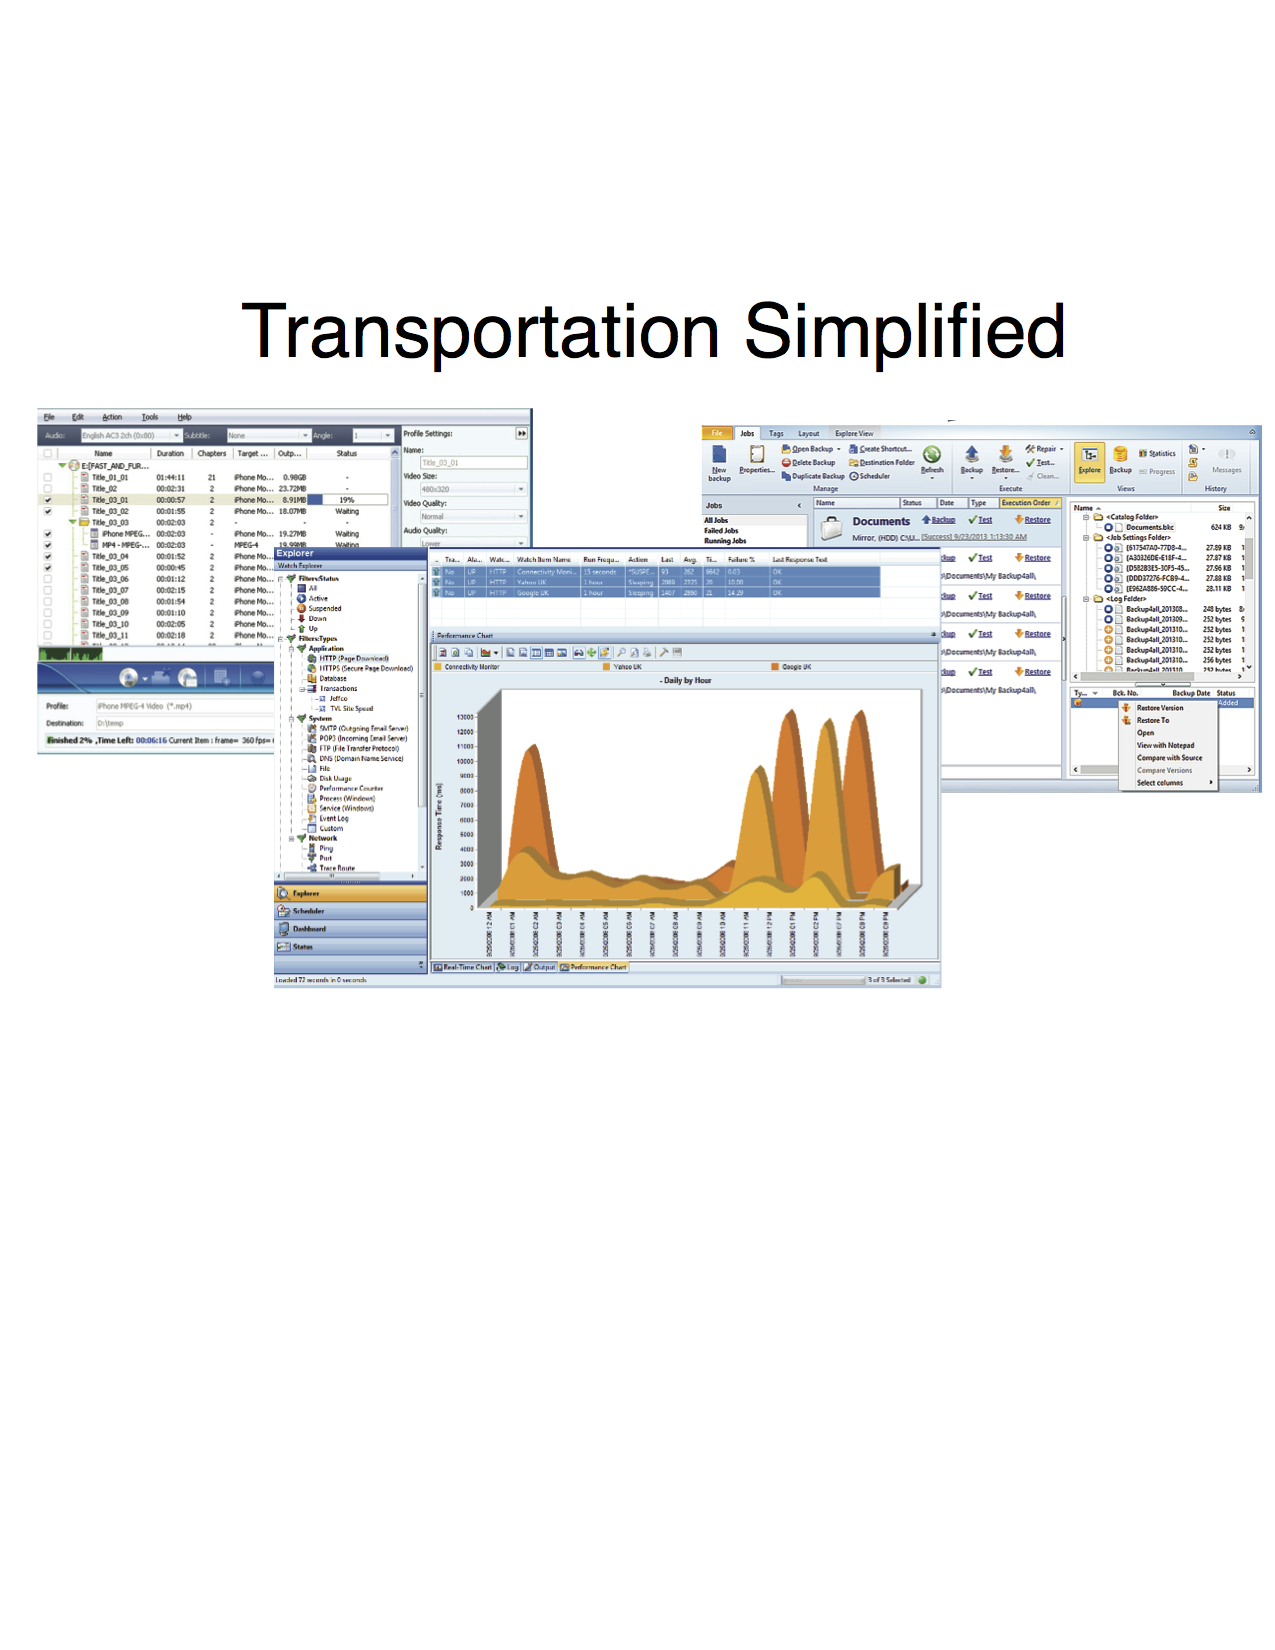 Transportation Simplified
File Edit Action Tools Help
Audio: English AC3 2ch (0x80) Subtitle: None Angle: 1
Name Duration Chapters Target ... Outp... Status
E:[FAST_AND_FUR...
Title_01_01 01:44:11 21 iPhone Mo... 0.98GB -
Title_02 00:02:31 2 iPhone Mo... 23.72MB -
Title_03_01 00:00:57 2 iPhone Mo... 8.91MB 19%
Title_03_02 00:01:55 2 iPhone Mo... 18.07MB Waiting
Title_03_03 00:02:03 2 - - -
iPhone MPEG... 00:02:03 - iPhone Mo... 19.27MB Waiting
MP4 - MPEG-... 00:02:03 - MPEG-4 19.99MB Waiting
Title_03_04 00:01:52 2 iPhone Mo...
Title_03_05 00:00:45 2 iPhone Mo...
Title_03_06 00:01:12 2 iPhone Mo...
Title_03_07 00:02:15 2 iPhone Mo...
Title_03_08 00:01:54 2 iPhone Mo...
Title_03_09 00:01:10 2 iPhone Mo...
Title_03_10 00:02:05 2 iPhone Mo...
Title_03_11 00:02:18 2 iPhone Mo...
Profile Settings:
Name:
Title_03_01
Video Size:
480x320
Video Quality:
Normal
Audio Quality:
Lower
Profile: iPhone MPEG-4 Video (*.mp4)
Destination: D:\temp
Finished 2% ,Time Left: 00:06:16 Current Item : frame= 360 fps=
Explorer
Watch Explorer
Filters:Status
All
Active
Suspended
Down
Up
Filters:Types
Application
HTTP (Page Download)
HTTPS (Secure Page Download)
Database
Transactions
Jeffco
TVL Site Speed
System
SMTP (Outgoing Email Server)
POP3 (Incoming Email Server)
FTP (File Transfer Protocol)
DNS (Domain Name Service)
File
Disk Usage
Performance Counter
Process (Windows)
Service (Windows)
Event Log
Custom
Network
Ping
Port
Trace Route
Explorer
Scheduler
Dashboard
Status
Loaded 72 records in 0 seconds
Tra... Ala... Watc... Watch Item Name Run Frequ... Action Last Avg. Ti... Failure % Last Response Text
No UP HTTP Connectivity Moni... 15 seconds *SUSPE... 93 262 9642 0.03 OK
No UP HTTP Yahoo UK 1 hour Sleeping 20 10.00 OK
No UP HTTP Google UK 1 hour Sleeping 1407 2860 21 14.29 OK
Performance Chart
Connectivity Monitor Yahoo UK Google UK
- Daily by Hour
Response Time (ms)
13000
12000
11000
10000
9000
8000
7000
6000
5000
4000
3000
2000
1000
0
Real-Time Chart Log Output Performance Chart
3 of 3 Selected
File Jobs Tags Layout Explore View
New backup
Properties...
Open Backup
Delete Backup
Duplicate Backup
Create Shortcut...
Destination Folder
Scheduler
Refresh
Manage
Backup
Restore...
Repair
Test...
Clean...
Execute
Explore
Backup
Statistics
Progress
Views
Messages
History
Jobs
All Jobs
Failed Jobs
Running Jobs
Name Status Date Type Execution Order
Documents Backup Test Restore
Mirror, (HDD) C:\U... [Success] 9/23/2013 1:13:30 AM
ckup Test Restore
\Documents\My Backup4all\
ckup Test Restore
\Documents\My Backup4all\
ckup Test Restore
\Documents\My Backup4all\
ckup Test Restore
\Documents\My Backup4all\
Name Size
<Catalog Folder>
Documents.bkc 624 KB
<Job Settings Folder>
{617547A0-77D8-4... 27.89 KB
{A30326DE-E18F-4... 27.87 KB
{D582B3E5-30F5-45... 27.96 KB
{DDD37276-FCB9-4... 27.88 KB
{E962A886-59CC-4... 28.11 KB
<Log Folder>
Backup4all_201308... 248 bytes
Backup4all_201309... 252 bytes
Backup4all_201310... 252 bytes
Backup4all_201310... 252 bytes
Backup4all_201310... 252 bytes
Backup4all_201310... 256 bytes
Backup4all_201310... 252 bytes
Ty... Bck. No. Backup Date Status
Added
Restore Version
Restore To
Open
View with Notepad
Compare with Source
Compare Versions
Select columns